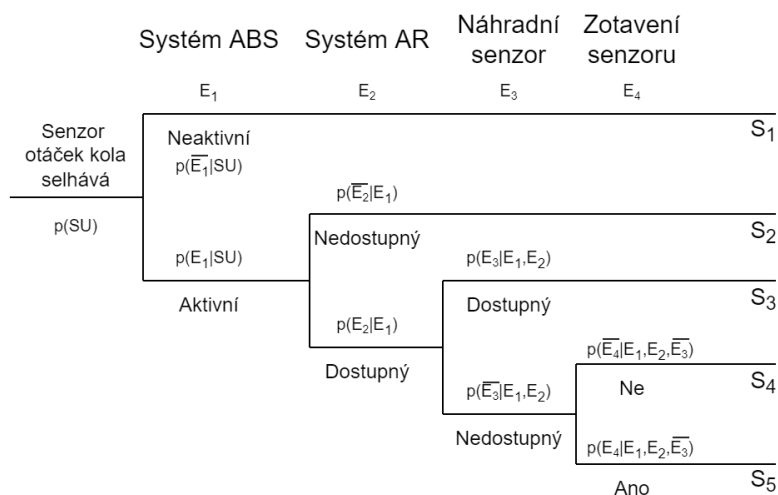 Systém ABS
Systém AR
Náhradní
senzor
Zotavení
senzoru
E₁
E₂
E₃
E₄
Senzor
otáček kola
selhává
p(SU)
Neaktivní
p(E̅₁|SU)
S₁
p(E̅₂|E₁)
Nedostupný
S₂
p(E₁|SU)
Aktivní
p(E₃|E₁,E₂)
Dostupný
S₃
p(E₂|E₁)
Dostupný
p(E̅₄|E₁,E₂,E̅₃)
Ne
S₄
p(E̅₃|E₁,E₂)
Nedostupný
p(E₄|E₁,E₂,E̅₃)
Ano
S₅